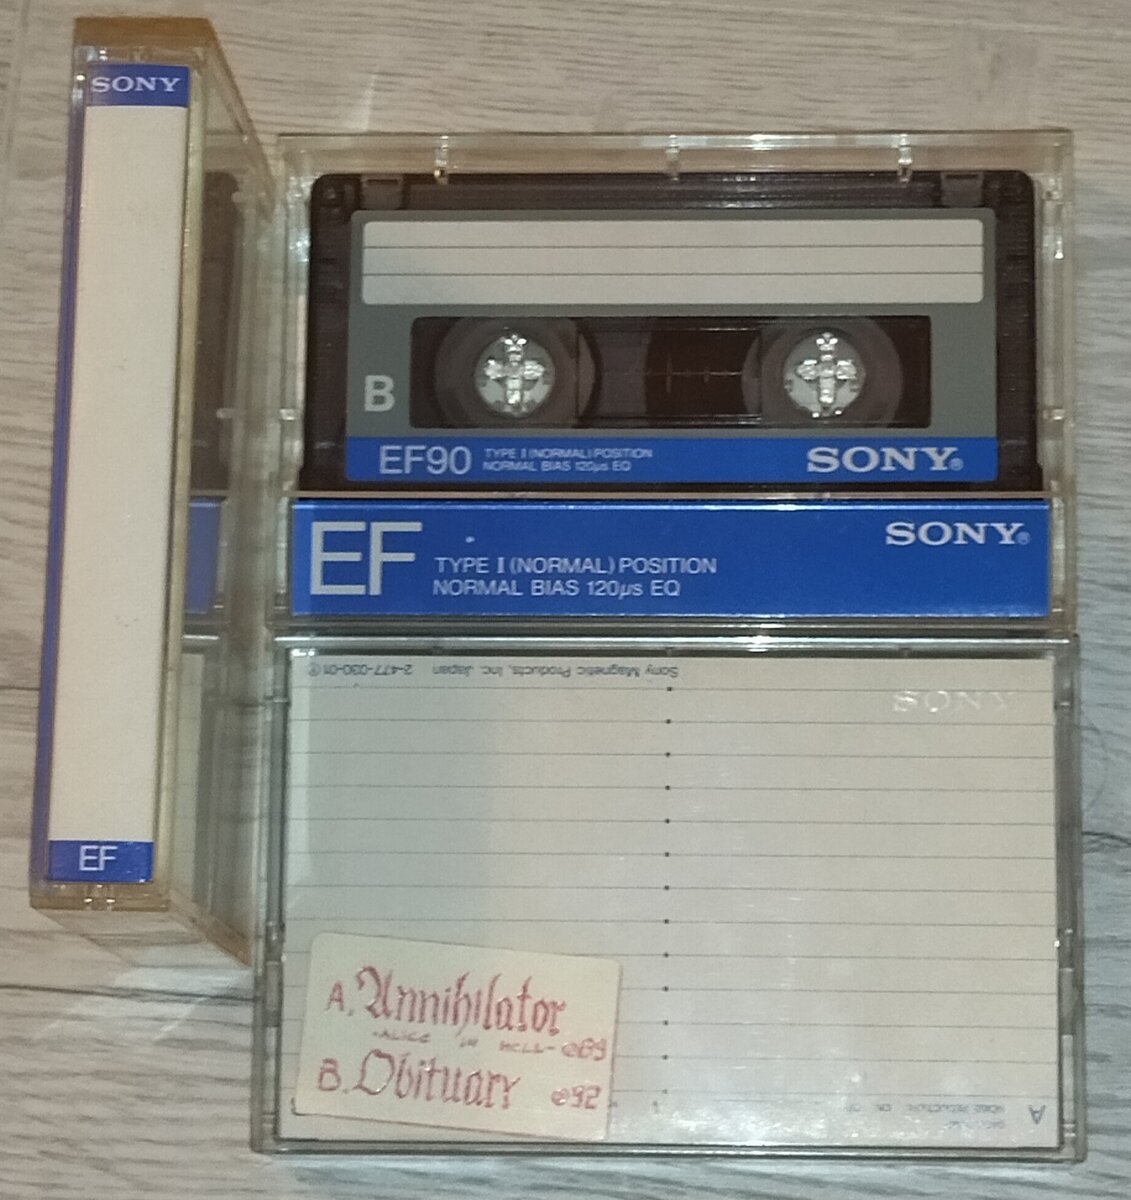 SONY
EF
B
EF90 TYPE I (NORMAL) POSITION
NORMAL BIAS 120µs EQ
SONY®
EF
TYPE I (NORMAL) POSITION
NORMAL BIAS 120µs EQ
SONY®
Sony Magnetic Products, Inc. Japan 2-477-030-01
SONY
A. Annihilator
-ALICE IN HELL- ©89
B. Obituary ©92
A